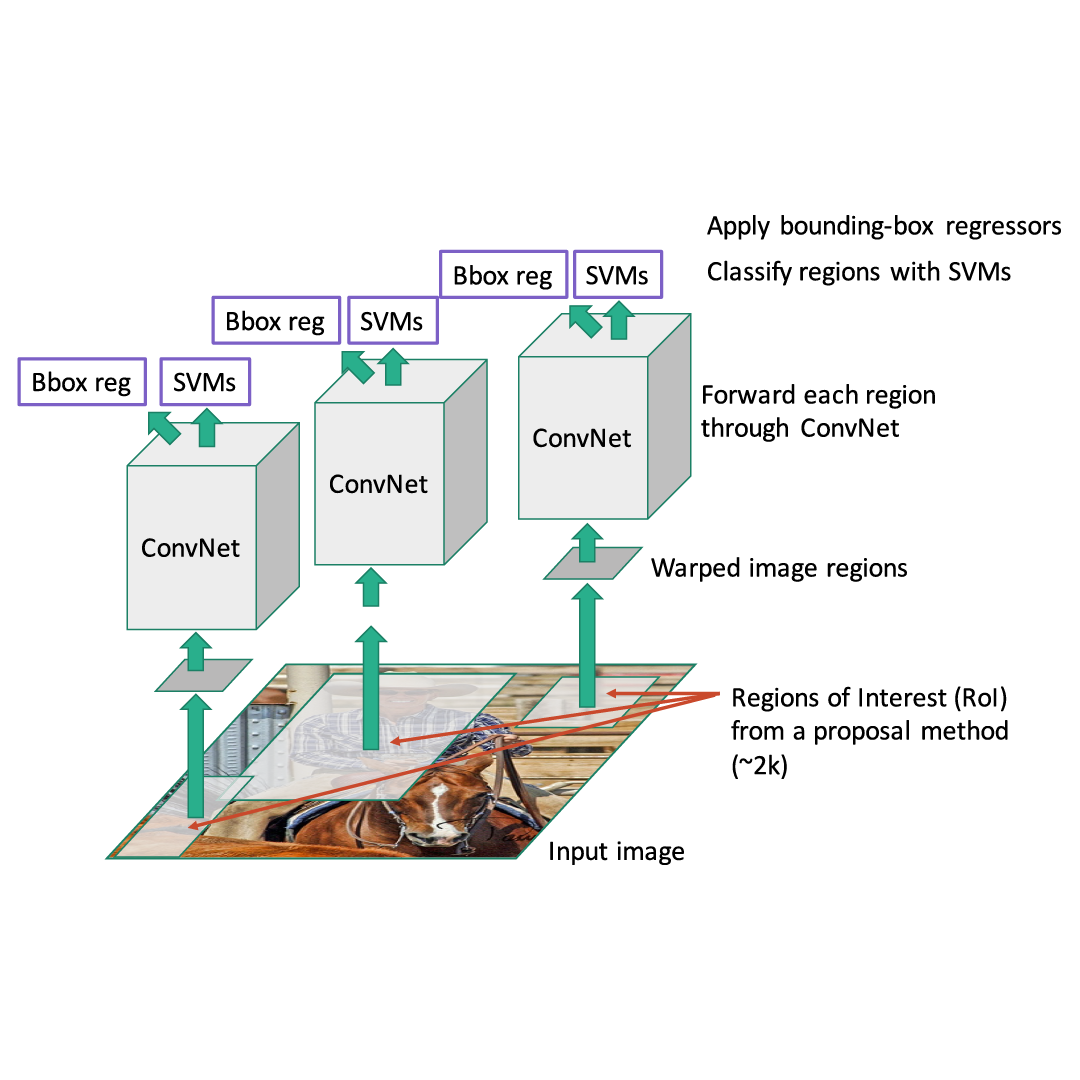 Apply bounding-box regressors
Classify regions with SVMs
Bbox reg
SVMs
Bbox reg
SVMs
Bbox reg
SVMs
Forward each region
through ConvNet
ConvNet
ConvNet
ConvNet
Warped image regions
Regions of Interest (RoI)
from a proposal method
(~2k)
Input image